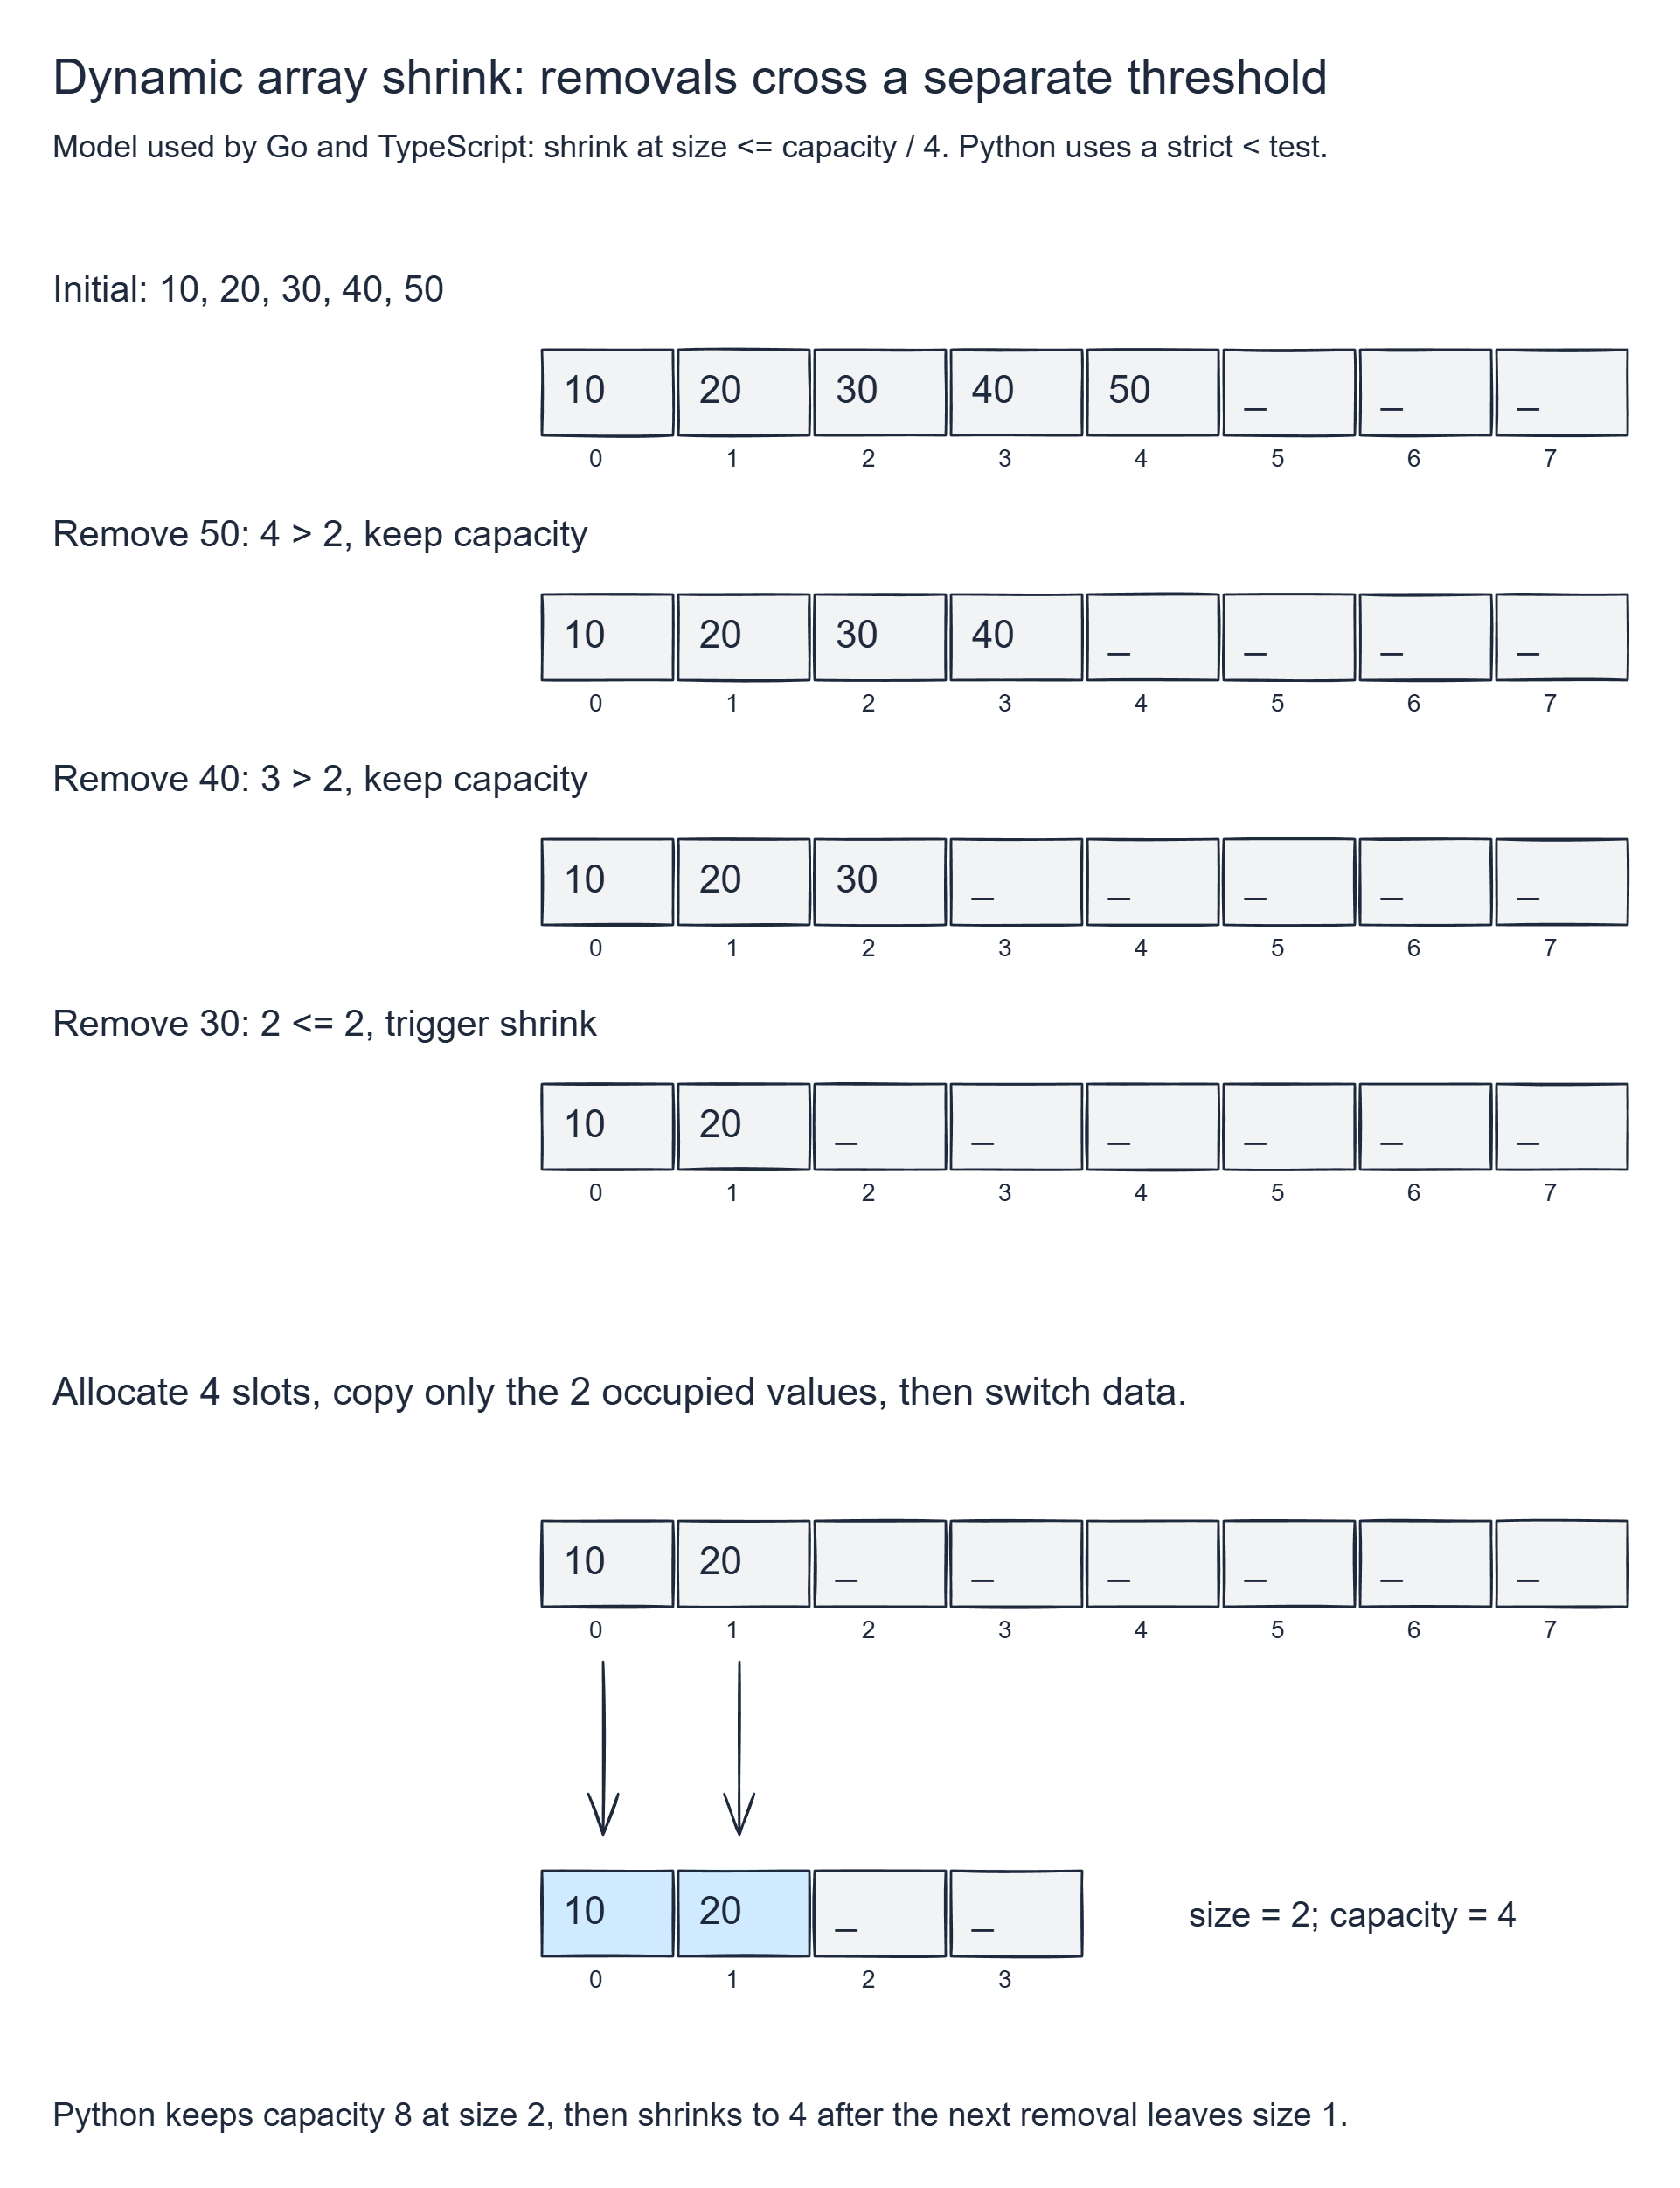 Dynamic array shrink: removals cross a separate threshold
Model used by Go and TypeScript: shrink at size <= capacity / 4. Python uses a strict < test.
Initial: 10, 20, 30, 40, 50
10 20 30 40 50 _ _ _
0 1 2 3 4 5 6 7
Remove 50: 4 > 2, keep capacity
10 20 30 40 _ _ _ _
0 1 2 3 4 5 6 7
Remove 40: 3 > 2, keep capacity
10 20 30 _ _ _ _ _
0 1 2 3 4 5 6 7
Remove 30: 2 <= 2, trigger shrink
10 20 _ _ _ _ _ _
0 1 2 3 4 5 6 7
Allocate 4 slots, copy only the 2 occupied values, then switch data.
10 20 _ _ _ _ _ _
0 1 2 3 4 5 6 7
10 20 _ _ size = 2; capacity = 4
0 1 2 3
Python keeps capacity 8 at size 2, then shrinks to 4 after the next removal leaves size 1.